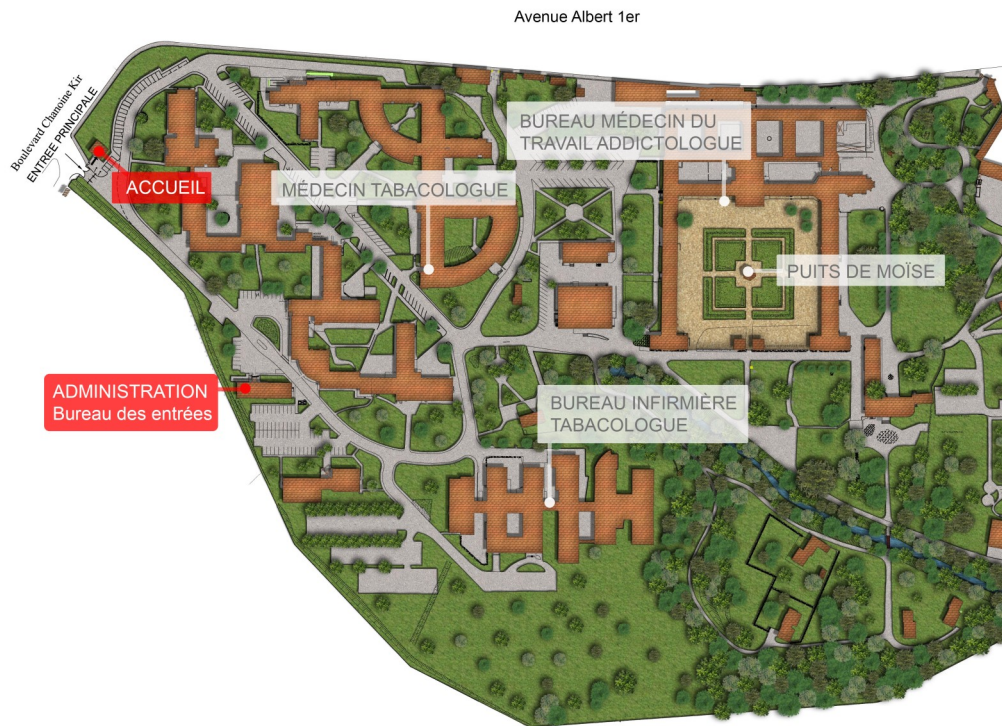 Avenue Albert 1er
Boulevard Chanoine Kir
ENTREE PRINCIPALE
ACCUEIL
MÉDECIN TABACOLOGUE
BUREAU MÉDECIN DU
TRAVAIL ADDICTOLOGUE
PUITS DE MOÏSE
ADMINISTRATION
Bureau des entrées
BUREAU INFIRMIÈRE
TABACOLOGUE